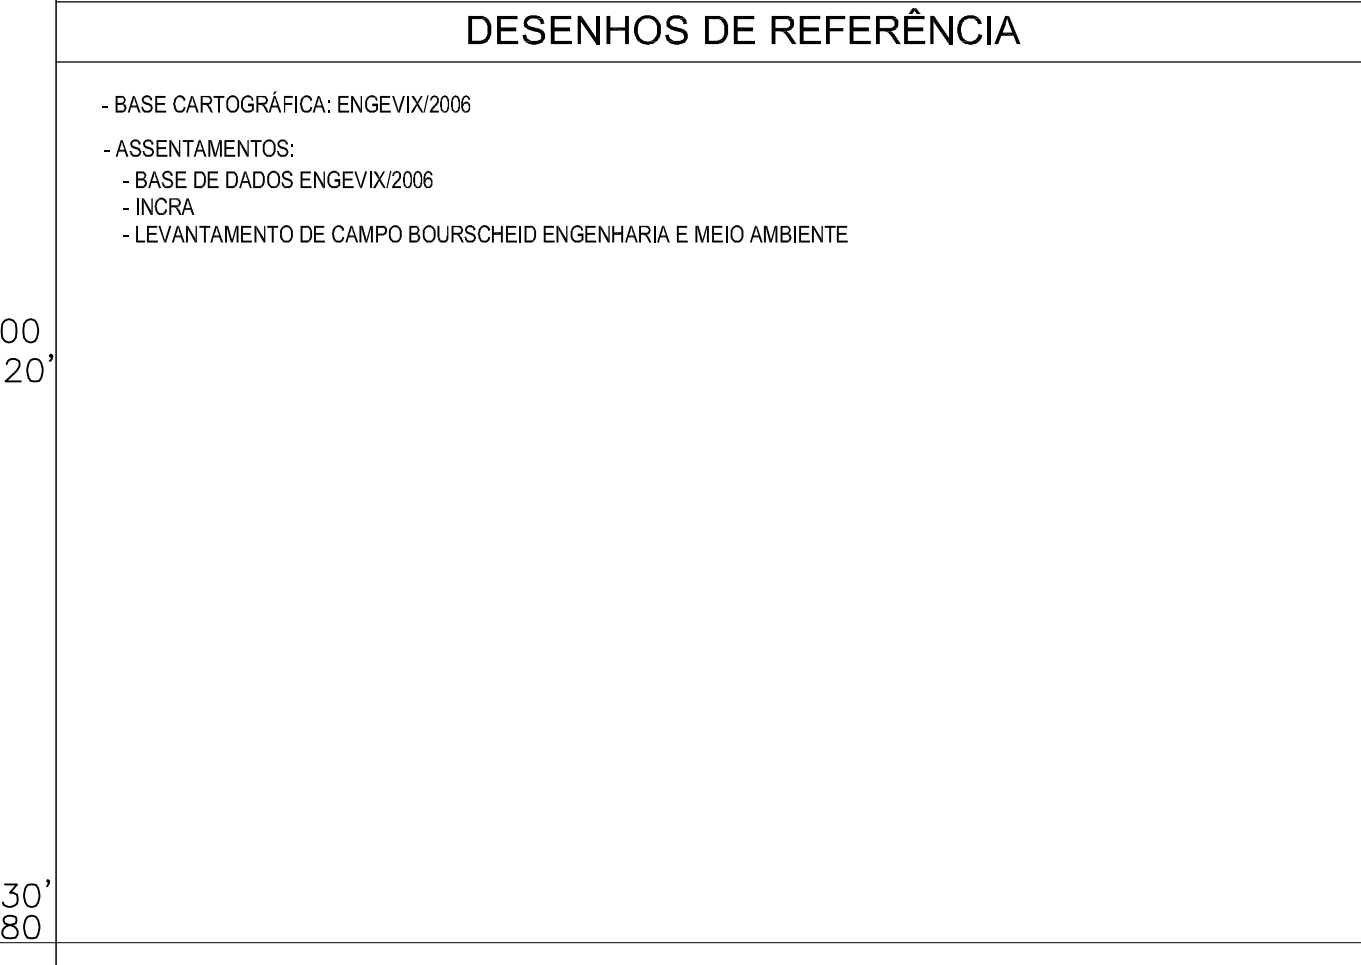 DESENHOS DE REFERÊNCIA
- BASE CARTOGRÁFICA: ENGEVIX/2006
- ASSENTAMENTOS:
- BASE DE DADOS ENGEVIX/2006
- INCRA
- LEVANTAMENTO DE CAMPO BOURSCHEID ENGENHARIA E MEIO AMBIENTE
00
20'
30'
80